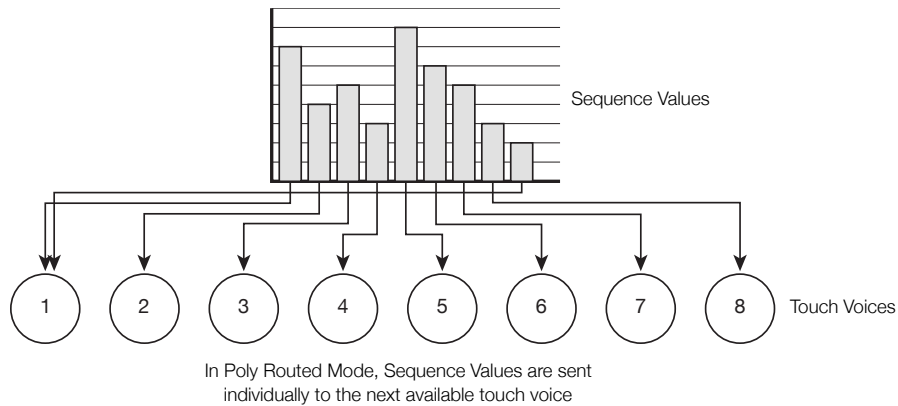 Sequence Values
1 2 3 4 5 6 7 8 Touch Voices
In Poly Routed Mode, Sequence Values are sent
individually to the next available touch voice